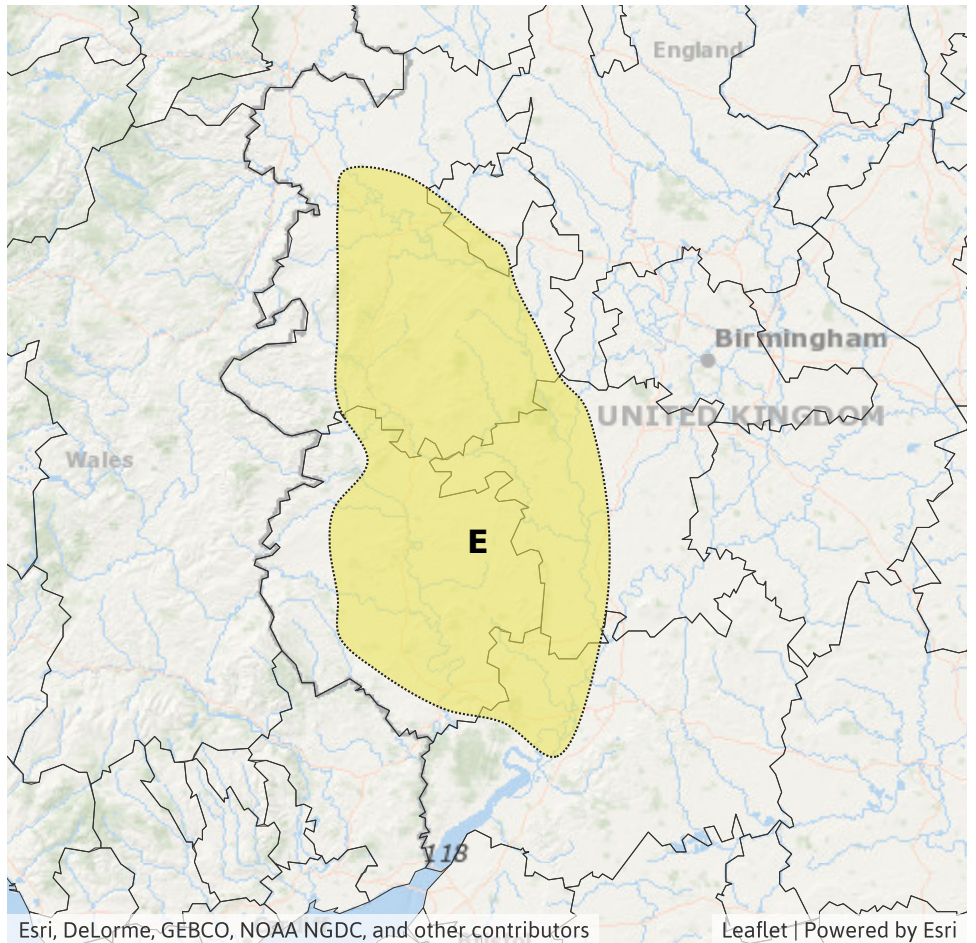 England
Birmingham
UNITED KINGDOM
Wales
E
118
Esri, DeLorme, GEBCO, NOAA NGDC, and other contributors
Leaflet | Powered by Esri